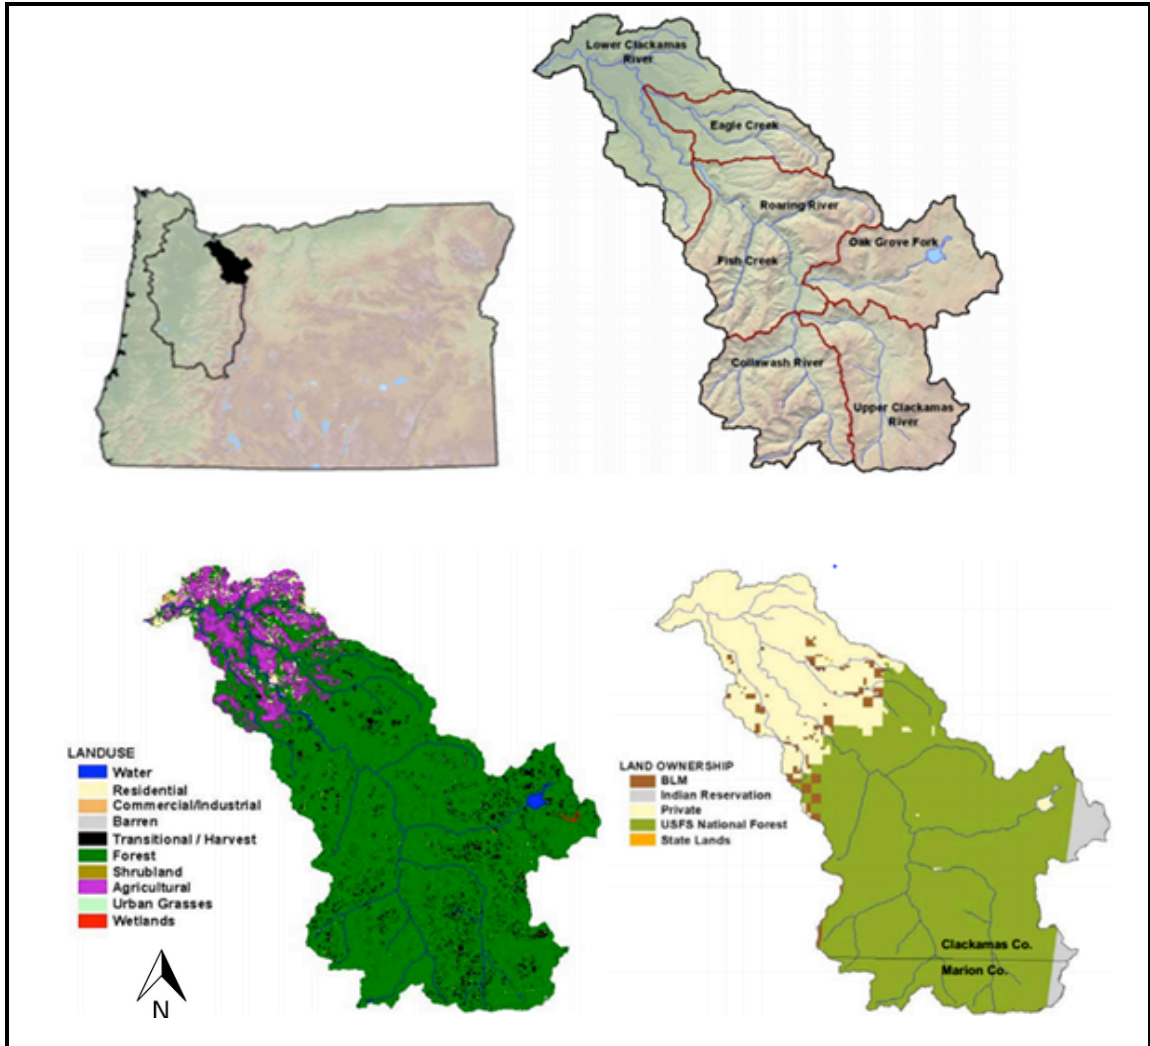 Lower Clackamas
River
Eagle Creek
Roaring River
Oak Grove Fork
Fish Creek
Collawash River
Upper Clackamas
River
LANDUSE
Water
Residential
Commercial/Industrial
Barren
Transitional / Harvest
Forest
Shrubland
Agricultural
Urban Grasses
Wetlands
N
LAND OWNERSHIP
BLM
Indian Reservation
Private
USFS National Forest
State Lands
Clackamas Co.
Marion Co.